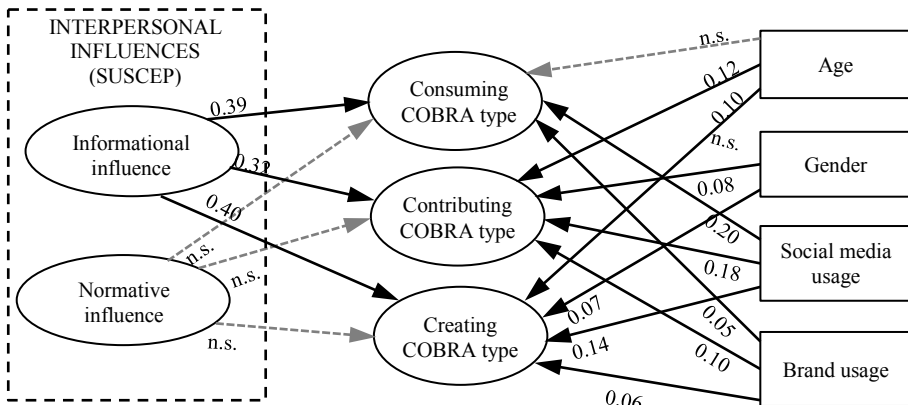 INTERPERSONAL
INFLUENCES
(SUSCEP)
Informational
influence
Normative
influence
0.39
0.40
n.s.
n.s.
n.s.
Consuming
COBRA type
Contributing
COBRA type
Creating
COBRA type
n.s.
0.12
0.10
n.s.
0.08
0.20
0.18
0.07
0.14
0.05
0.10
0.06
Age
Gender
Social media
usage
Brand usage